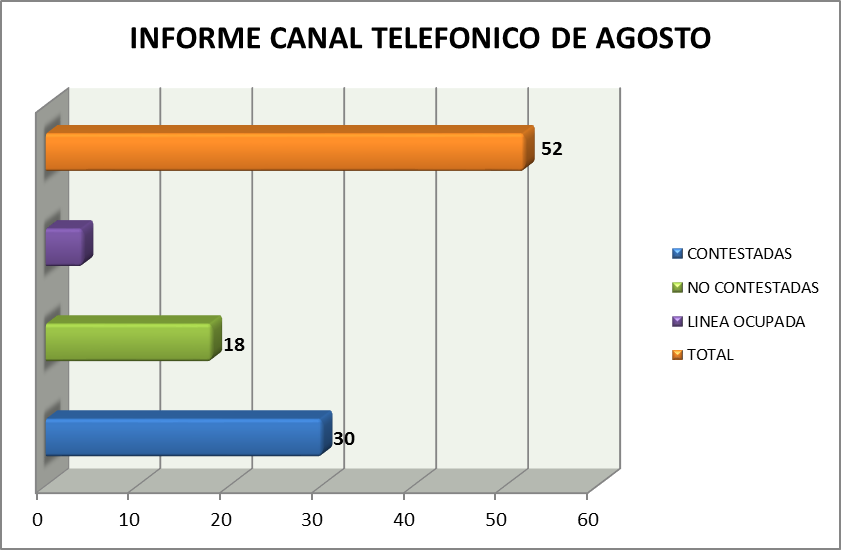 INFORME CANAL TELEFONICO DE AGOSTO
52
18
30
CONTESTADAS
NO CONTESTADAS
LINEA OCUPADA
TOTAL
0 10 20 30 40 50 60